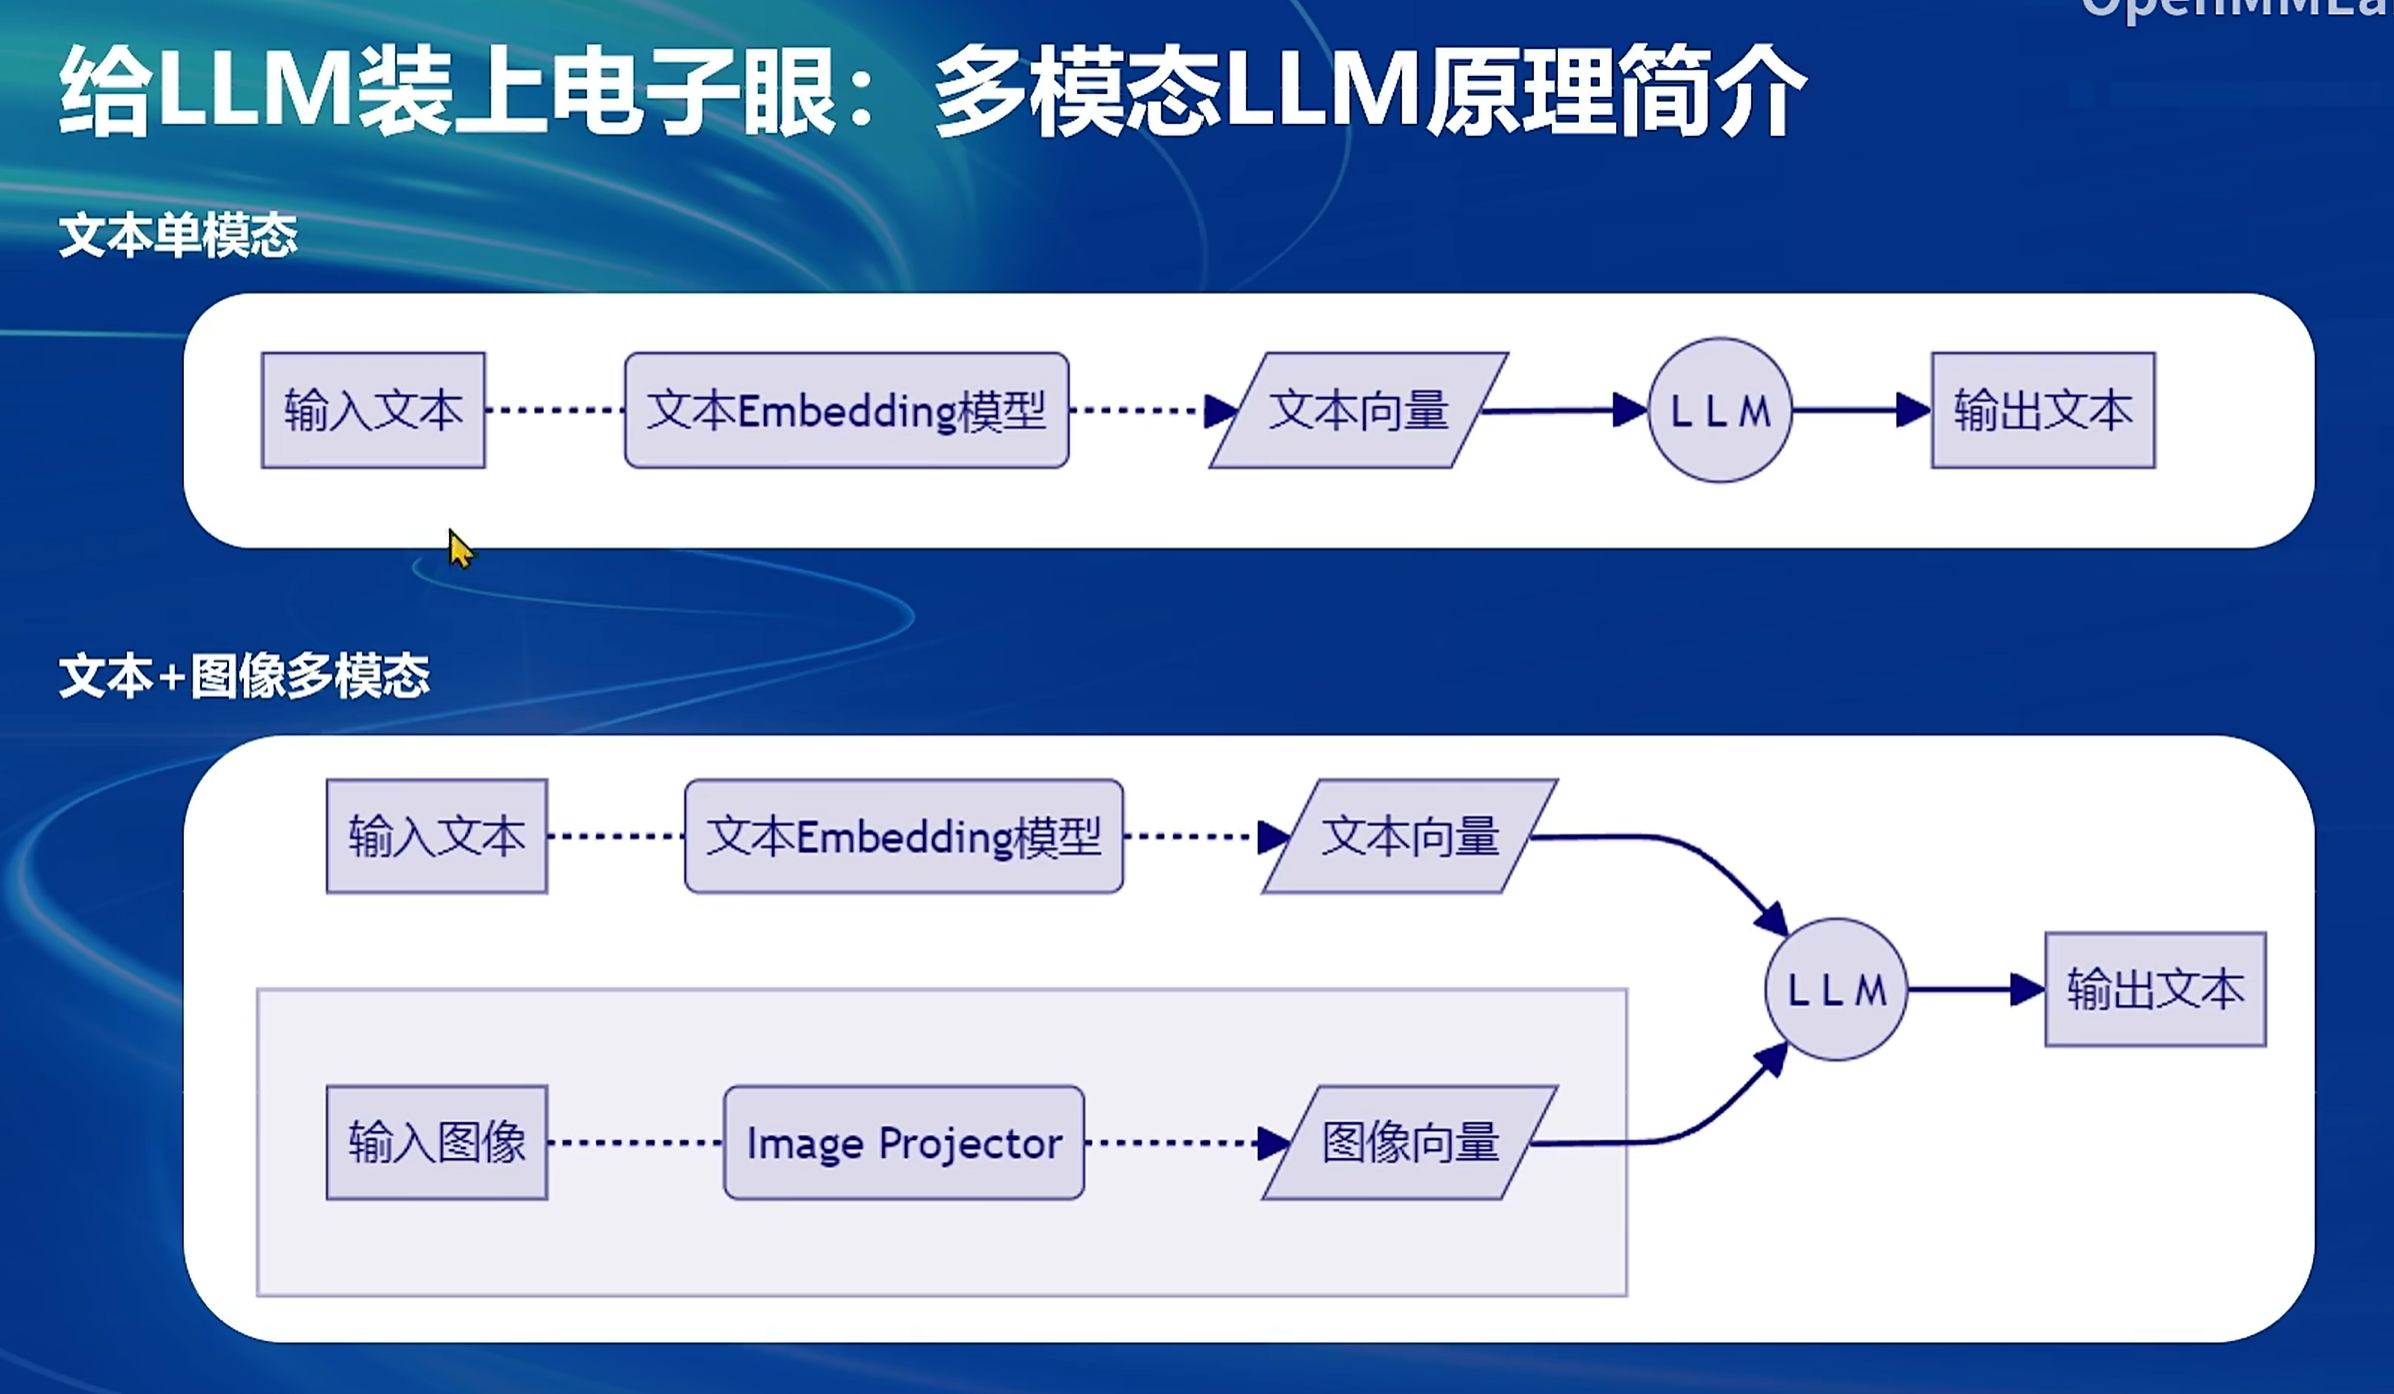 OpenMMLa
给LLM装上电子眼：多模态LLM原理简介
文本单模态
输入文本 文本Embedding模型 文本向量 LLM 输出文本
文本+图像多模态
输入文本 文本Embedding模型 文本向量
LLM 输出文本
输入图像 Image Projector 图像向量